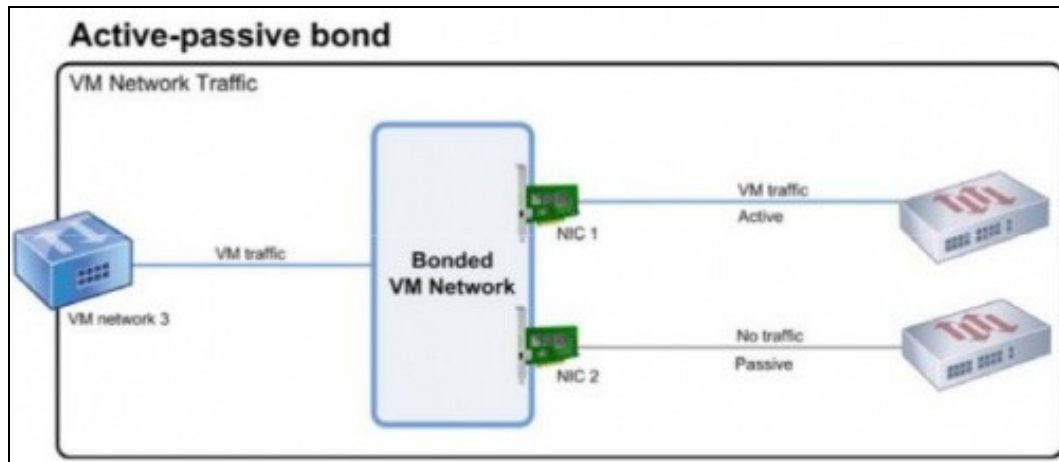 Active-passive bond
VM Network Traffic
VM traffic
Active
NIC 1
VM traffic
Bonded
VM Network
VM network 3
No traffic
Passive
NIC 2